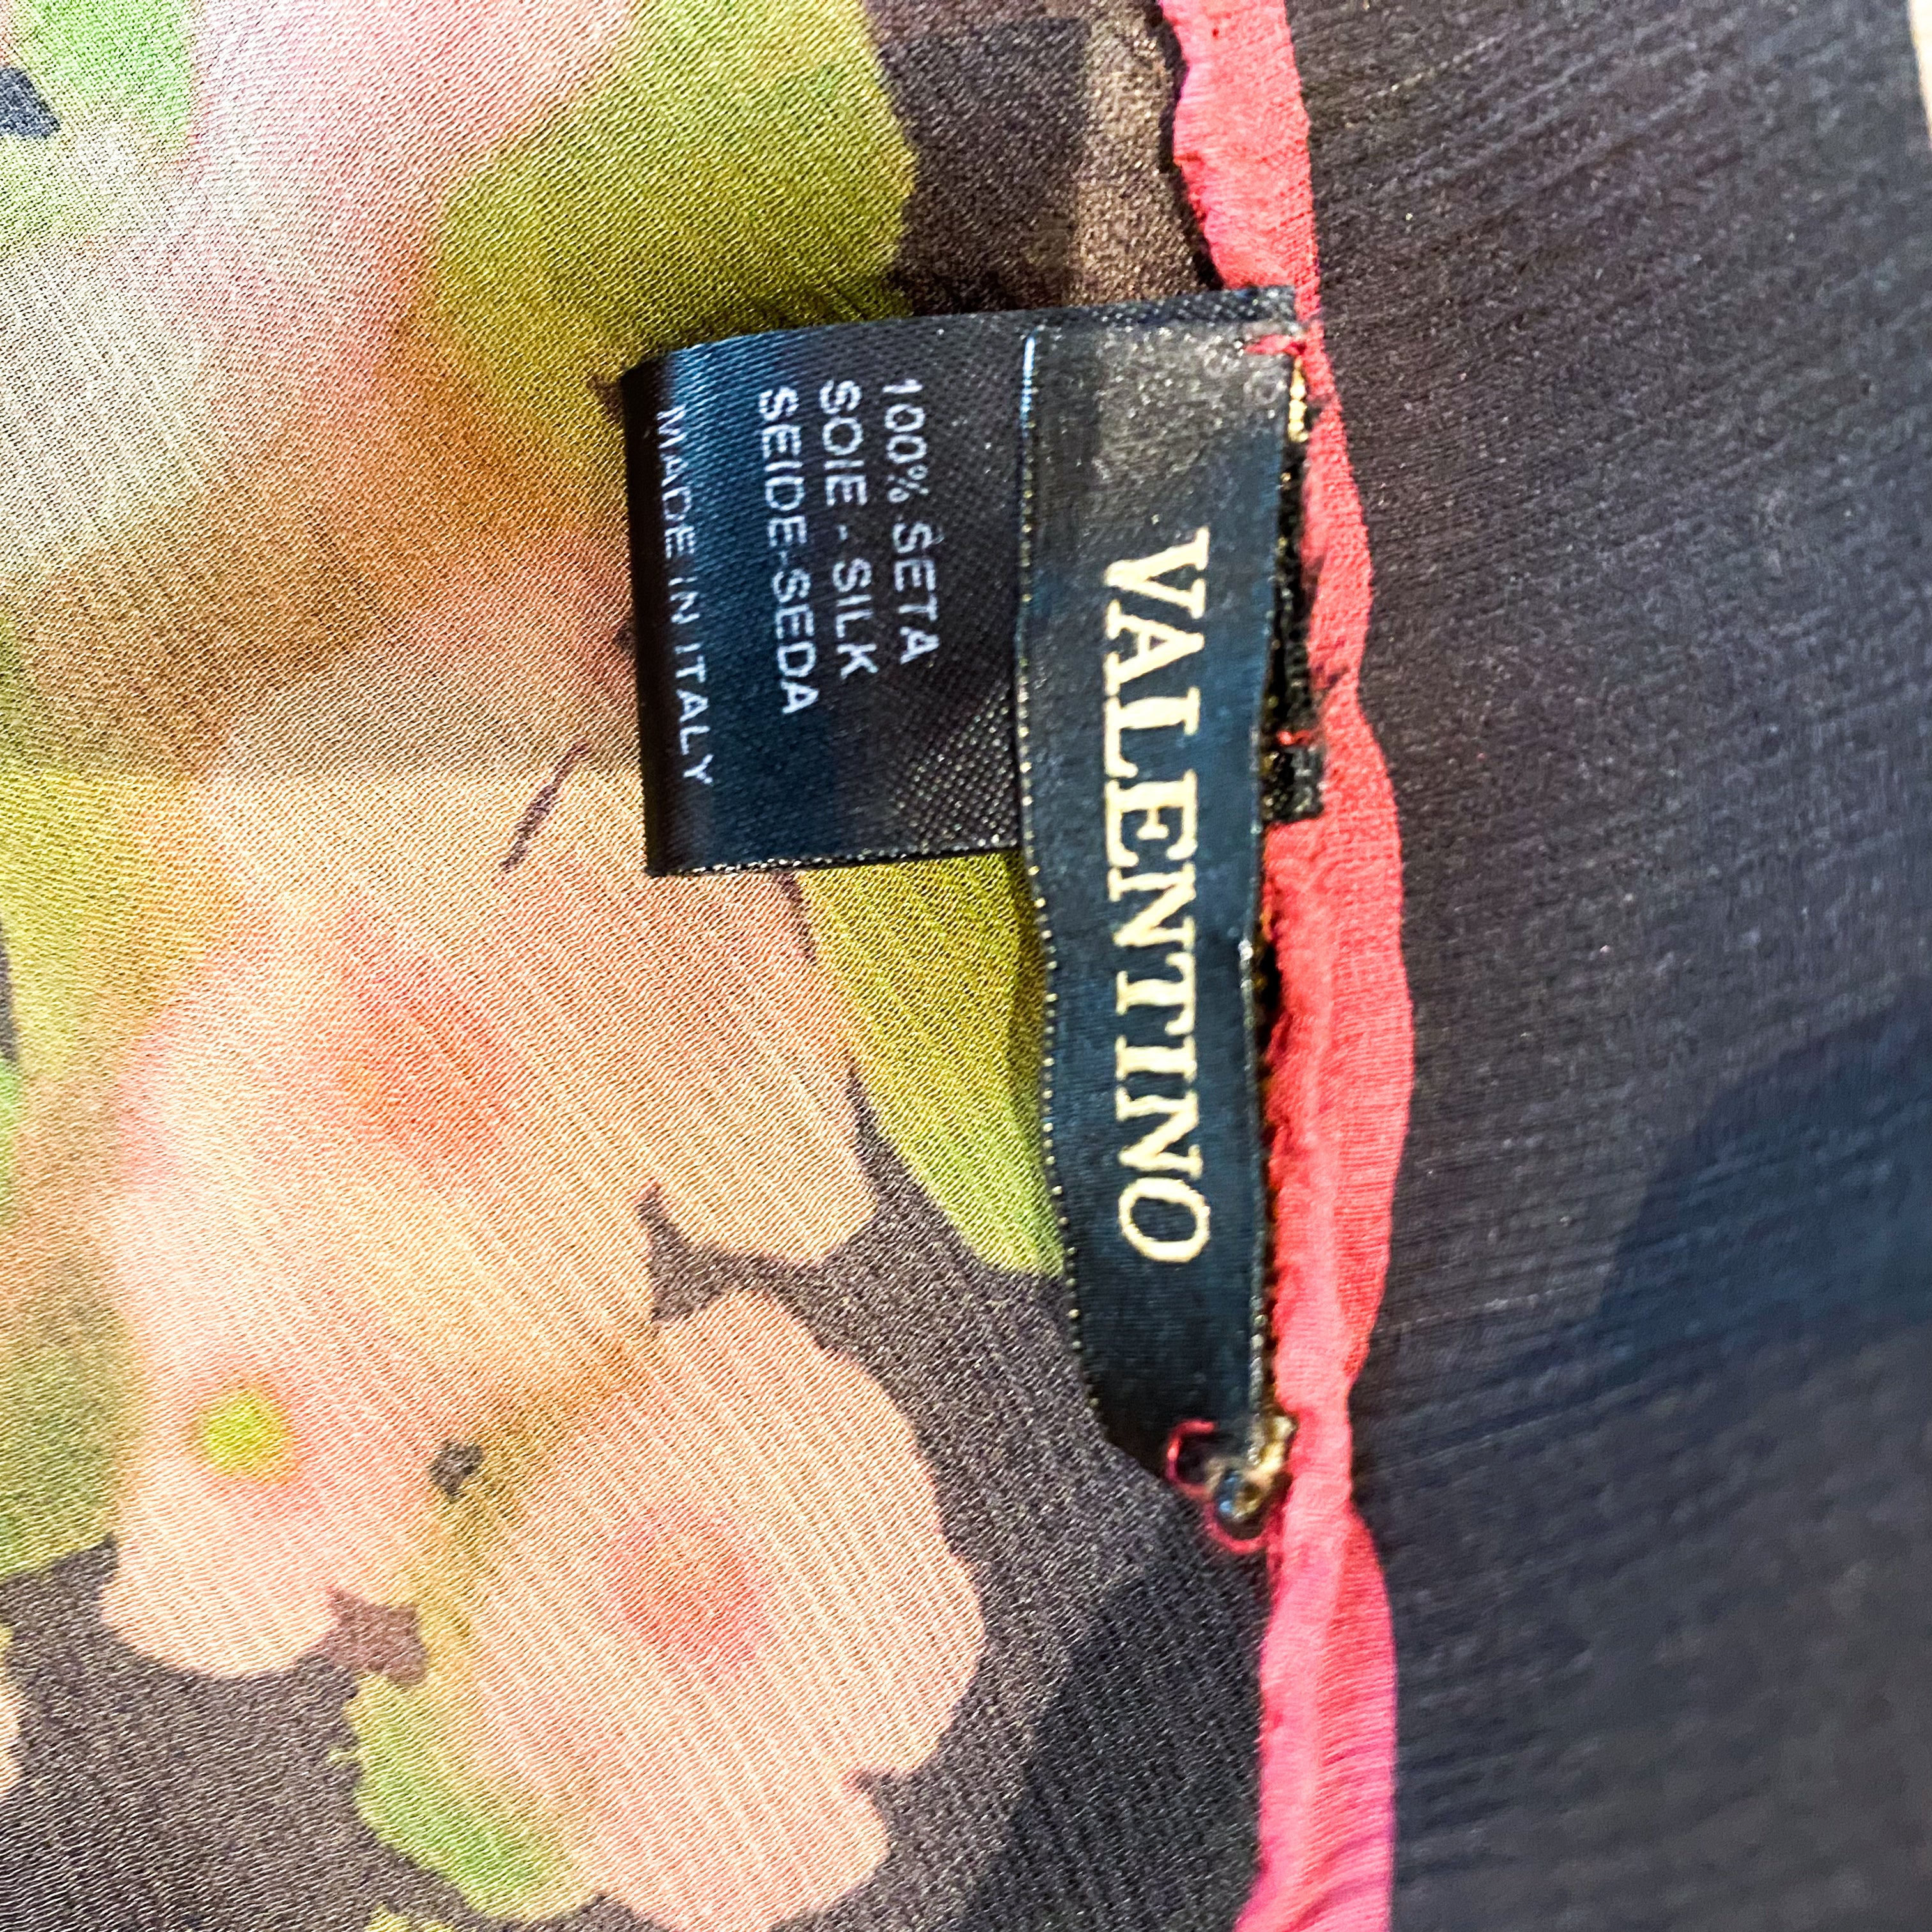 VALENTINO
100% SETA
SOIE - SILK
SEIDE-SEDA
MADE IN ITALY